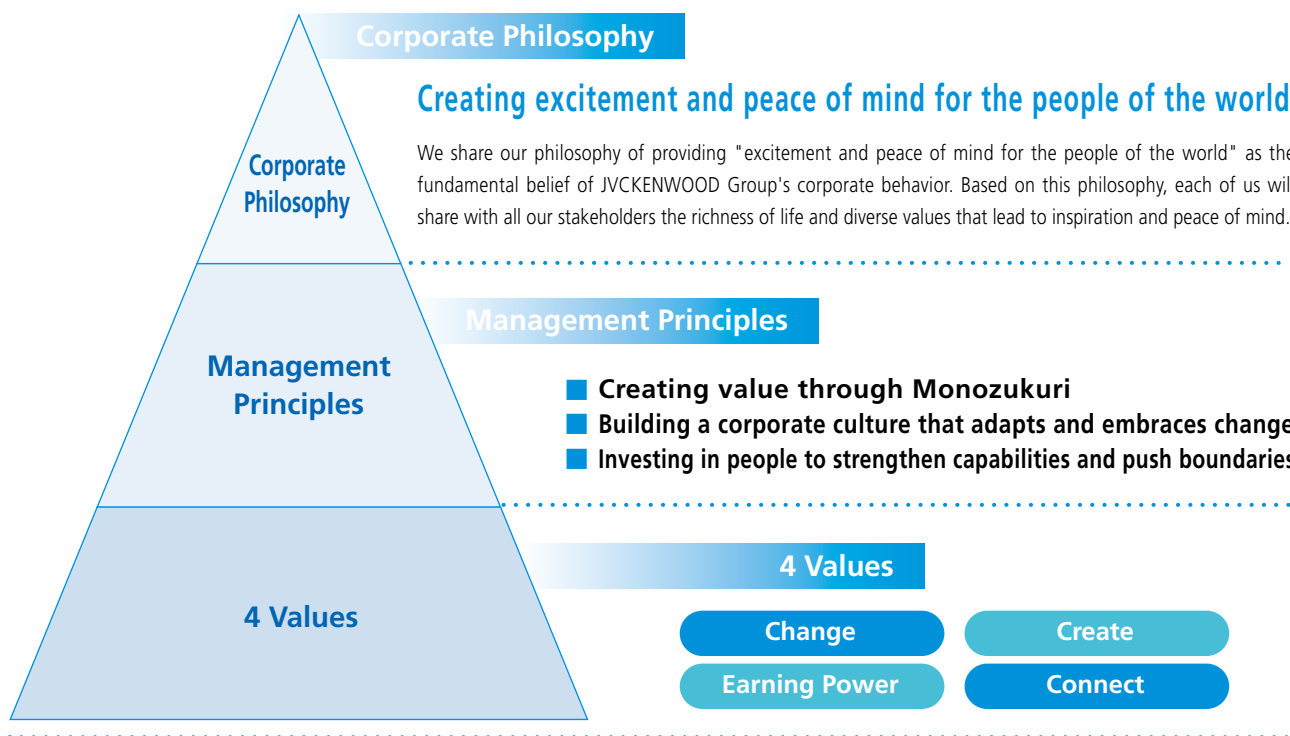 Corporate Philosophy
Creating excitement and peace of mind for the people of the world
We share our philosophy of providing "excitement and peace of mind for the people of the world" as the
fundamental belief of JVCKENWOOD Group's corporate behavior. Based on this philosophy, each of us wil
share with all our stakeholders the richness of life and diverse values that lead to inspiration and peace of mind.
Corporate
Philosophy
Management Principles
Management
Principles
Creating value through Monozukuri
Building a corporate culture that adapts and embraces change
Investing in people to strengthen capabilities and push boundaries
4 Values
4 Values
Change
Create
Earning Power
Connect